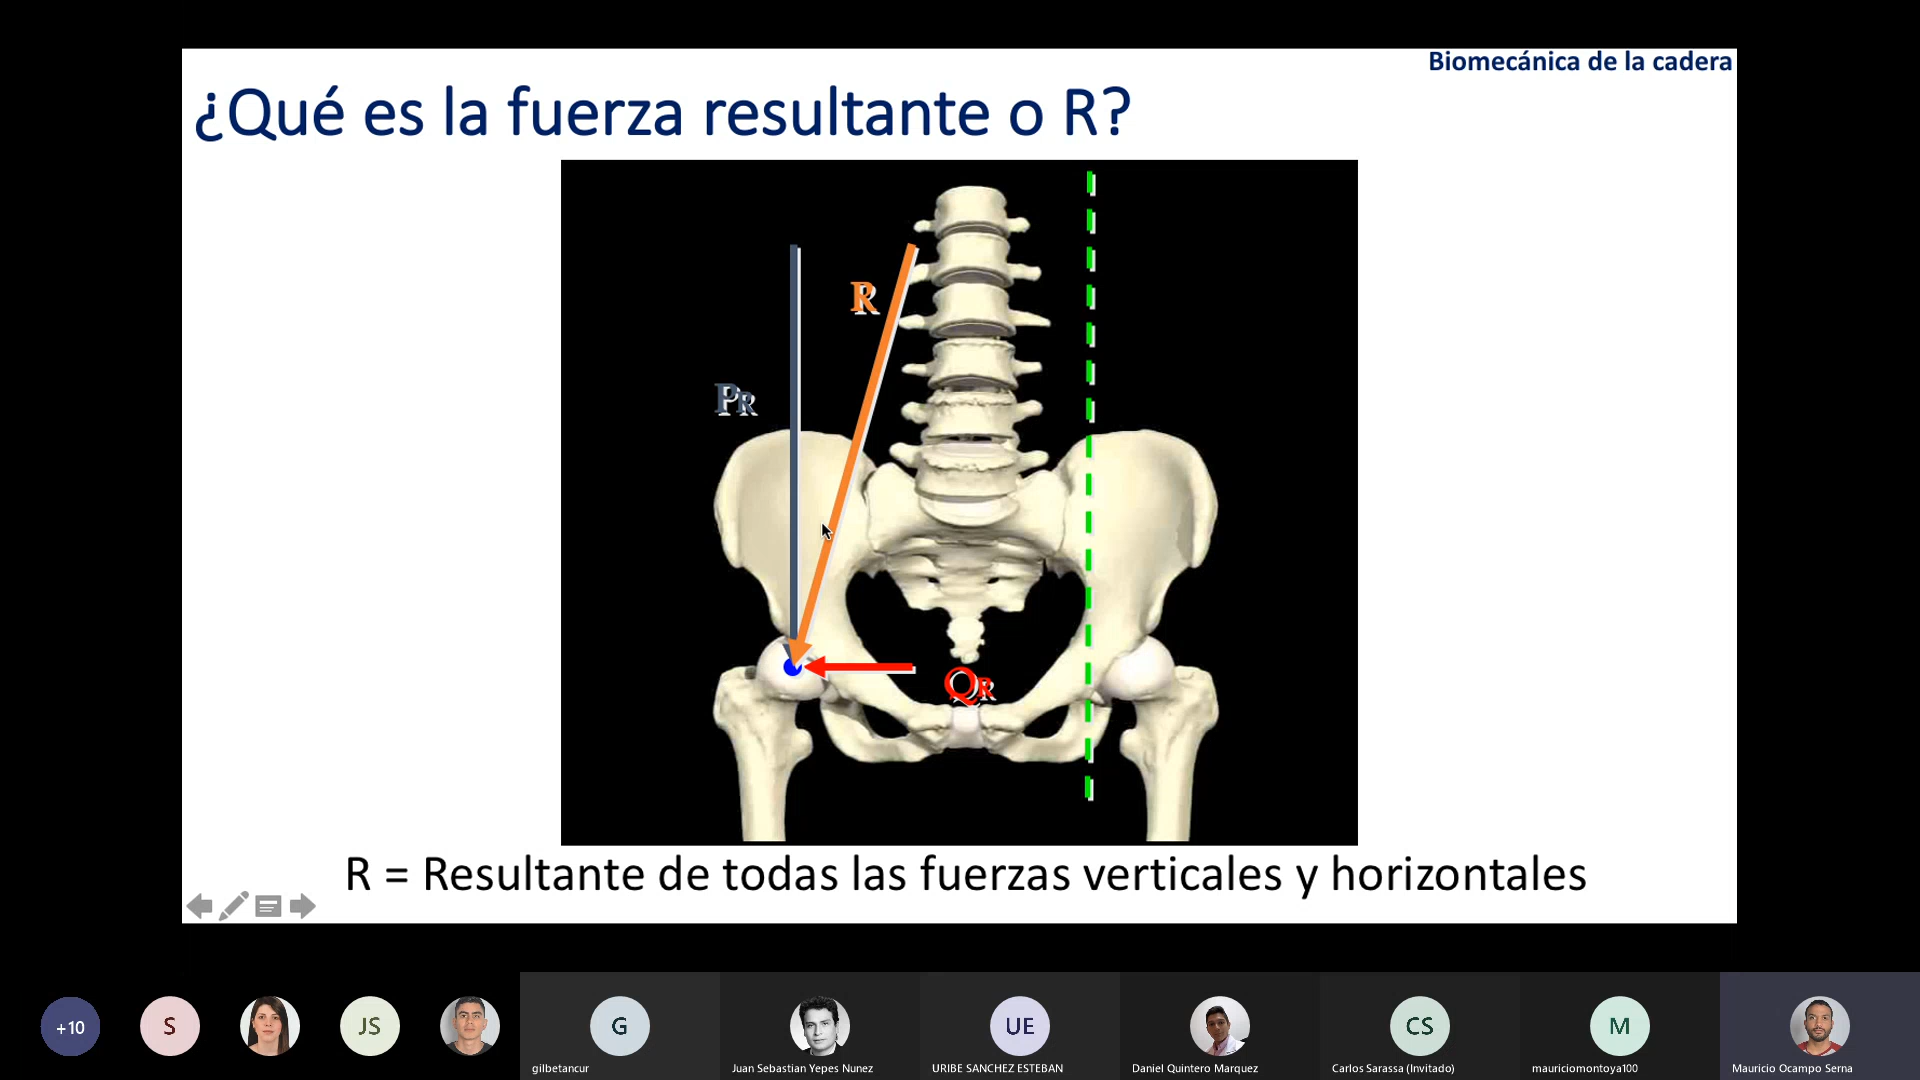 Biomecánica de la cadera
¿Qué es la fuerza resultante o R?
R
PR
QR
R = Resultante de todas las fuerzas verticales y horizontales
+10
S
JS
G
UE
CS
M
gilbetancur
Juan Sebastian Yepes Nunez
URIBE SANCHEZ ESTEBAN
Daniel Quintero Marquez
Carlos Sarassa (Invitado)
mauriciomontoya100
Mauricio Ocampo Serna